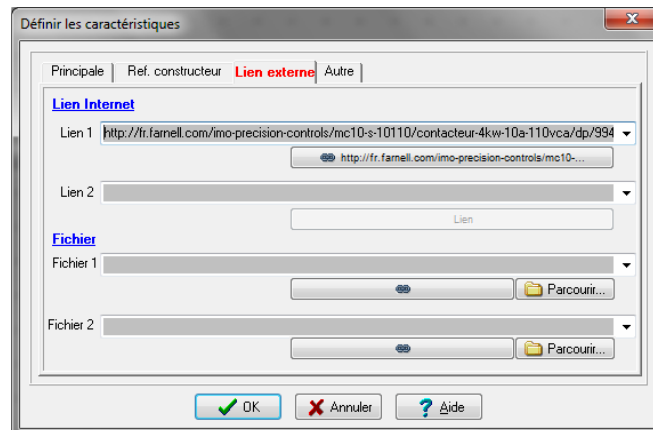 Définir les caractéristiques
Principale Ref. constructeur Lien externe Autre
Lien Internet
Lien 1 http://fr.farnell.com/imo-precision-controls/mc10-s-10110/contacteur-4kw-10a-110vca/dp/994
http://fr.farnell.com/imo-precision-controls/mc10-...
Lien 2
Lien
Fichier
Fichier 1
Parcourir...
Fichier 2
Parcourir...
OK Annuler Aide